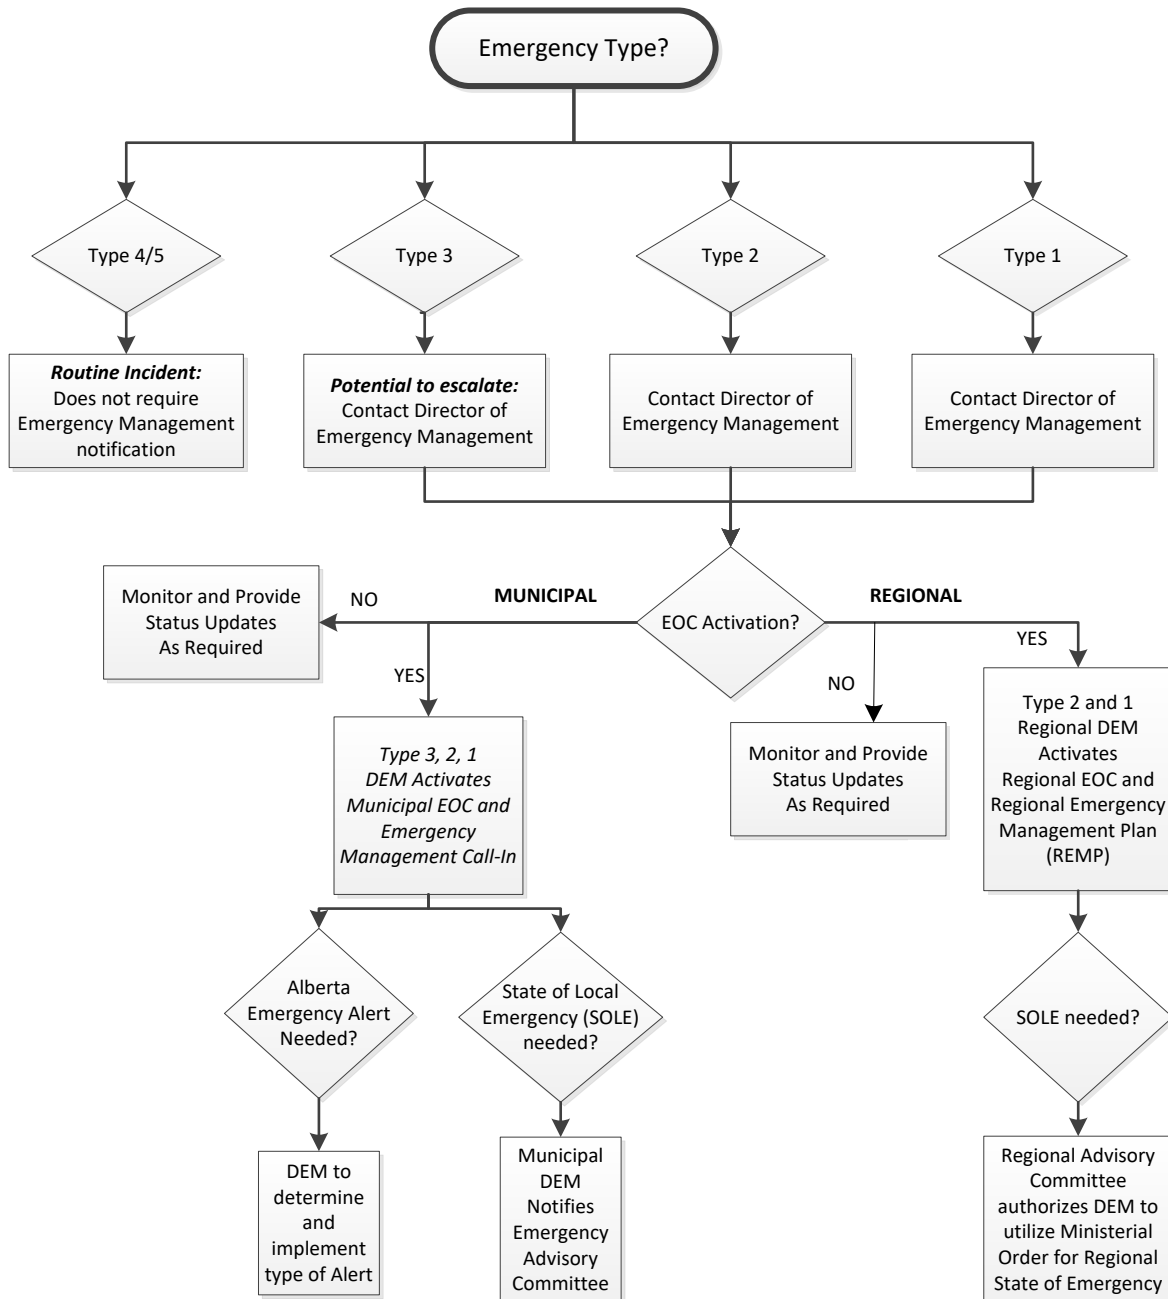 Emergency Type?
Type 4/5
Type 3
Type 2
Type 1
Routine Incident:
Does not require
Emergency Management
notification
Potential to escalate:
Contact Director of
Emergency Management
Contact Director of
Emergency Management
Contact Director of
Emergency Management
EOC Activation?
MUNICIPAL
REGIONAL
NO
Monitor and Provide
Status Updates
As Required
YES
NO
YES
Monitor and Provide
Status Updates
As Required
Type 3, 2, 1
DEM Activates
Municipal EOC and
Emergency
Management Call-In
Type 2 and 1
Regional DEM
Activates
Regional EOC and
Regional Emergency
Management Plan
(REMP)
Alberta
Emergency Alert
Needed?
State of Local
Emergency (SOLE)
needed?
SOLE needed?
DEM to
determine
and
implement
type of Alert
Municipal
DEM
Notifies
Emergency
Advisory
Committee
Regional Advisory
Committee
authorizes DEM to
utilize Ministerial
Order for Regional
State of Emergency